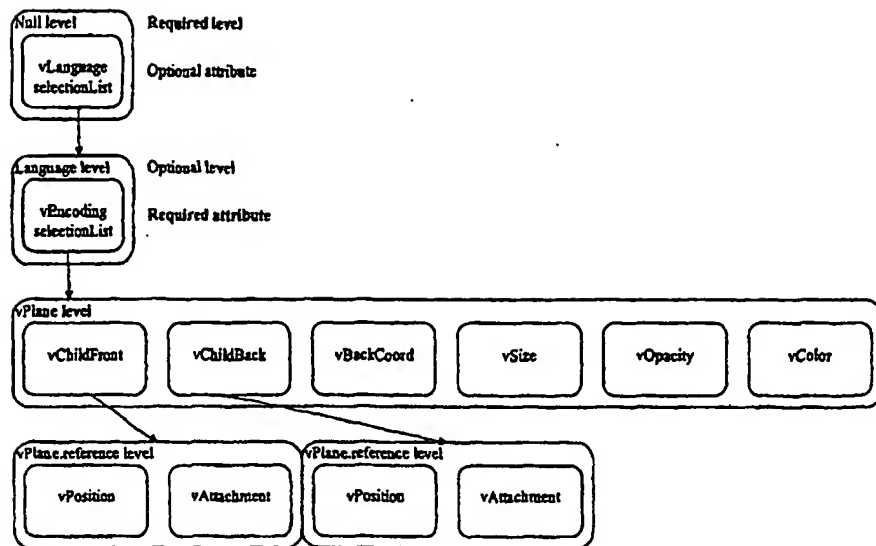 Null level Required level
vLanguage
selectionList
Optional attribute
Language level Optional level
vEncoding
selectionList
Required attribute
vPlane level
vChildFront vChildBack vBackCoord vSize vOpacity vColor
vPlane.reference level vPlane.reference level
vPosition vAttachment vPosition vAttachment